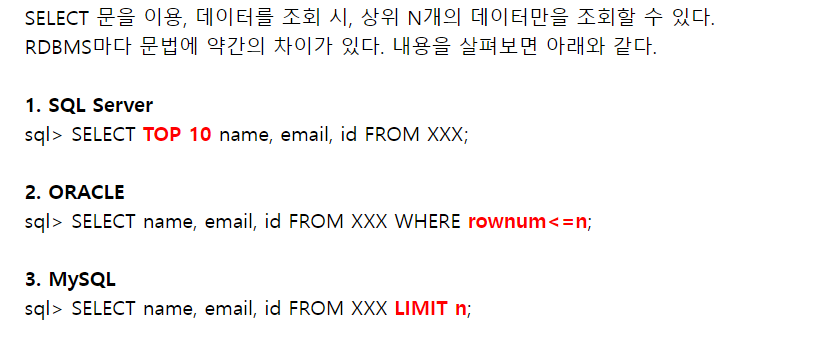 SELECT 문을 이용, 데이터를 조회 시, 상위 N개의 데이터만을 조회할 수 있다.
RDBMS마다 문법에 약간의 차이가 있다. 내용을 살펴보면 아래와 같다.
1. SQL Server
sql> SELECT TOP 10 name, email, id FROM XXX;
2. ORACLE
sql> SELECT name, email, id FROM XXX WHERE rownum<=n;
3. MySQL
sql> SELECT name, email, id FROM XXX LIMIT n;